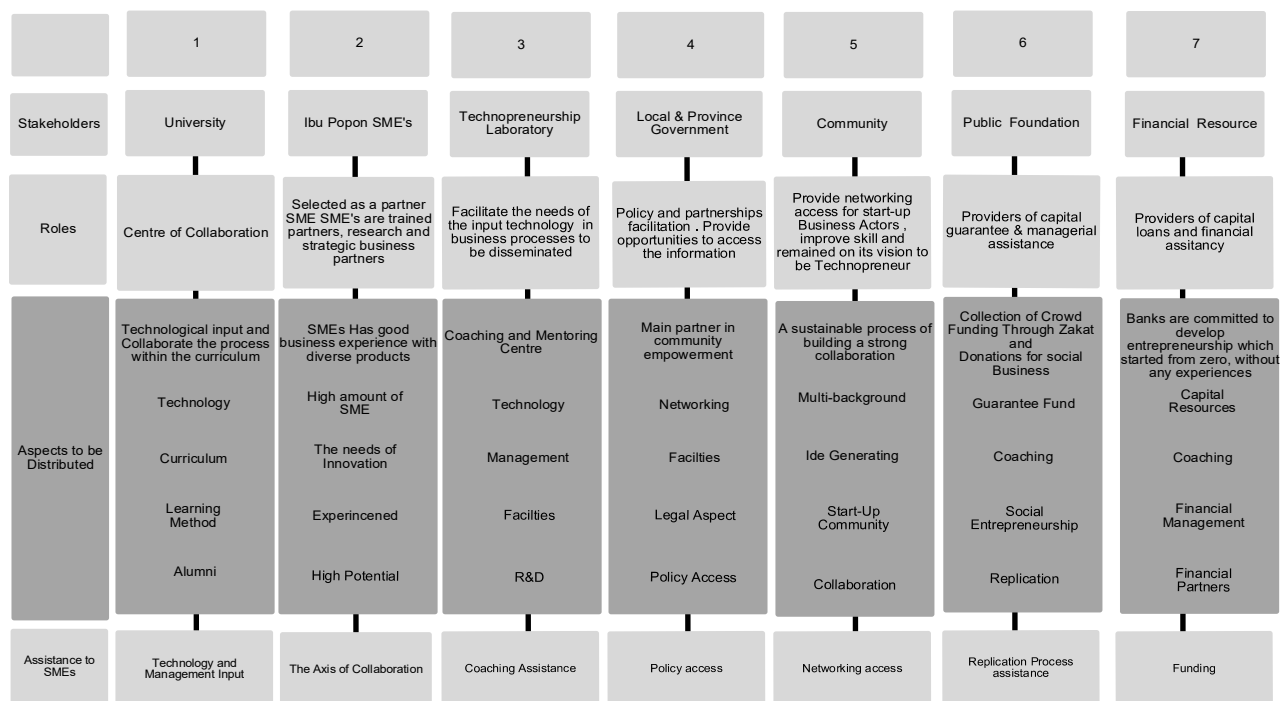 1
2
3
4
5
6
7
Stakeholders
University
Ibu Popon SME's
Technopreneurship
Laboratory
Local & Province
Government
Community
Public Foundation
Financial Resource
Roles
Centre of Collaboration
Selected as a partner
SME SME's are trained
partners, research and
strategic business
partners
Facilitate the needs of
the input technology in
business processes to
be disseminated
Policy and partnerships
facilitation . Provide
opportunities to access
the information
Provide networking
access for start-up
Business Actors ,
improve skill and
remained on its vision to
be Technopreneur
Providers of capital
guarantee & managerial
assistance
Providers of capital
loans and financial
assitancy
Aspects to be
Distributed
Technological input and
Collaborate the process
within the curriculum
Technology
Curriculum
Learning
Method
Alumni
SMEs Has good
business experience with
diverse products
High amount of
SME
The needs of
Innovation
Experincened
High Potential
Coaching and Mentoring
Centre
Technology
Management
Facilties
R&D
Main partner in
community
empowerment
Networking
Facilties
Legal Aspect
Policy Access
A sustainable process of
building a strong
collaboration
Multi-background
Ide Generating
Start-Up
Community
Collaboration
Collection of Crowd
Funding Through Zakat
and
Donations for social
Business
Guarantee Fund
Coaching
Social
Entrepreneurship
Replication
Banks are committed to
develop
entrepreneurship which
started from zero, without
any experiences
Capital
Resources
Coaching
Financial
Management
Financial
Partners
Assistance to
SMEs
Technology and
Management Input
The Axis of Collaboration
Coaching Assistance
Policy access
Networking access
Replication Process
assistance
Funding